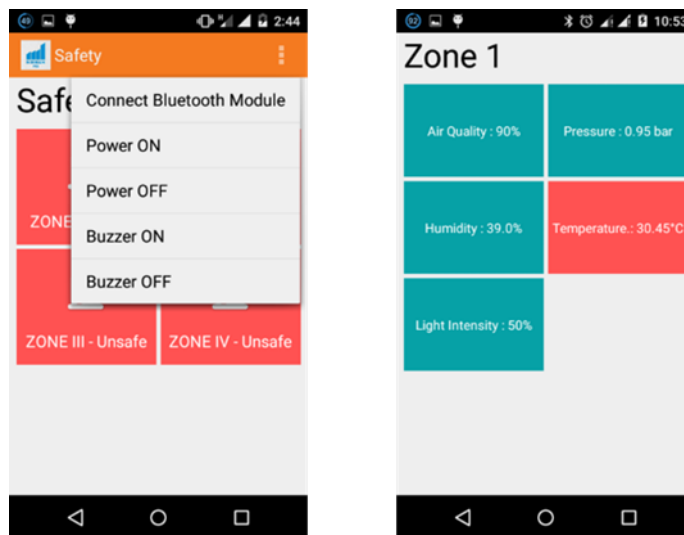 49
2:44
Safety
Safe
Connect Bluetooth Module
Power ON
Power OFF
Buzzer ON
Buzzer OFF
ZONE
ZONE III - Unsafe
ZONE IV - Unsafe
92
10:53
Zone 1
Air Quality : 90%
Pressure : 0.95 bar
Humidity : 39.0%
Temperature.: 30.45°C
Light Intensity : 50%